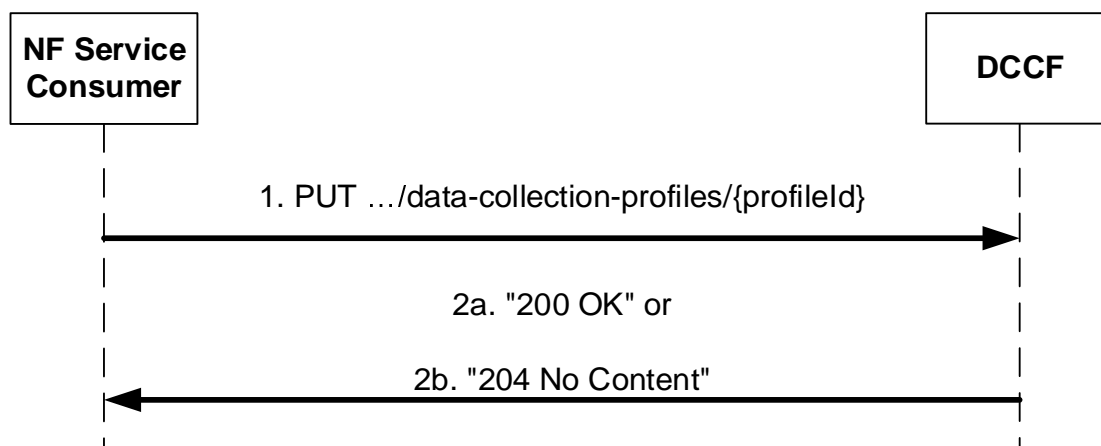 NF Service
Consumer
DCCF
1. PUT …/data-collection-profiles/{profileId}
2a. "200 OK" or
2b. "204 No Content"